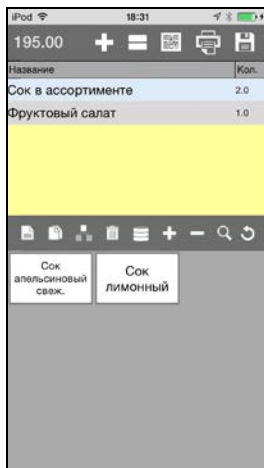 iPod 18:31
195.00
Название Кол.
Сок в ассортименте 2.0
Фруктовый салат 1.0
Сок
апельсиновый
свеж.
Сок
лимонный